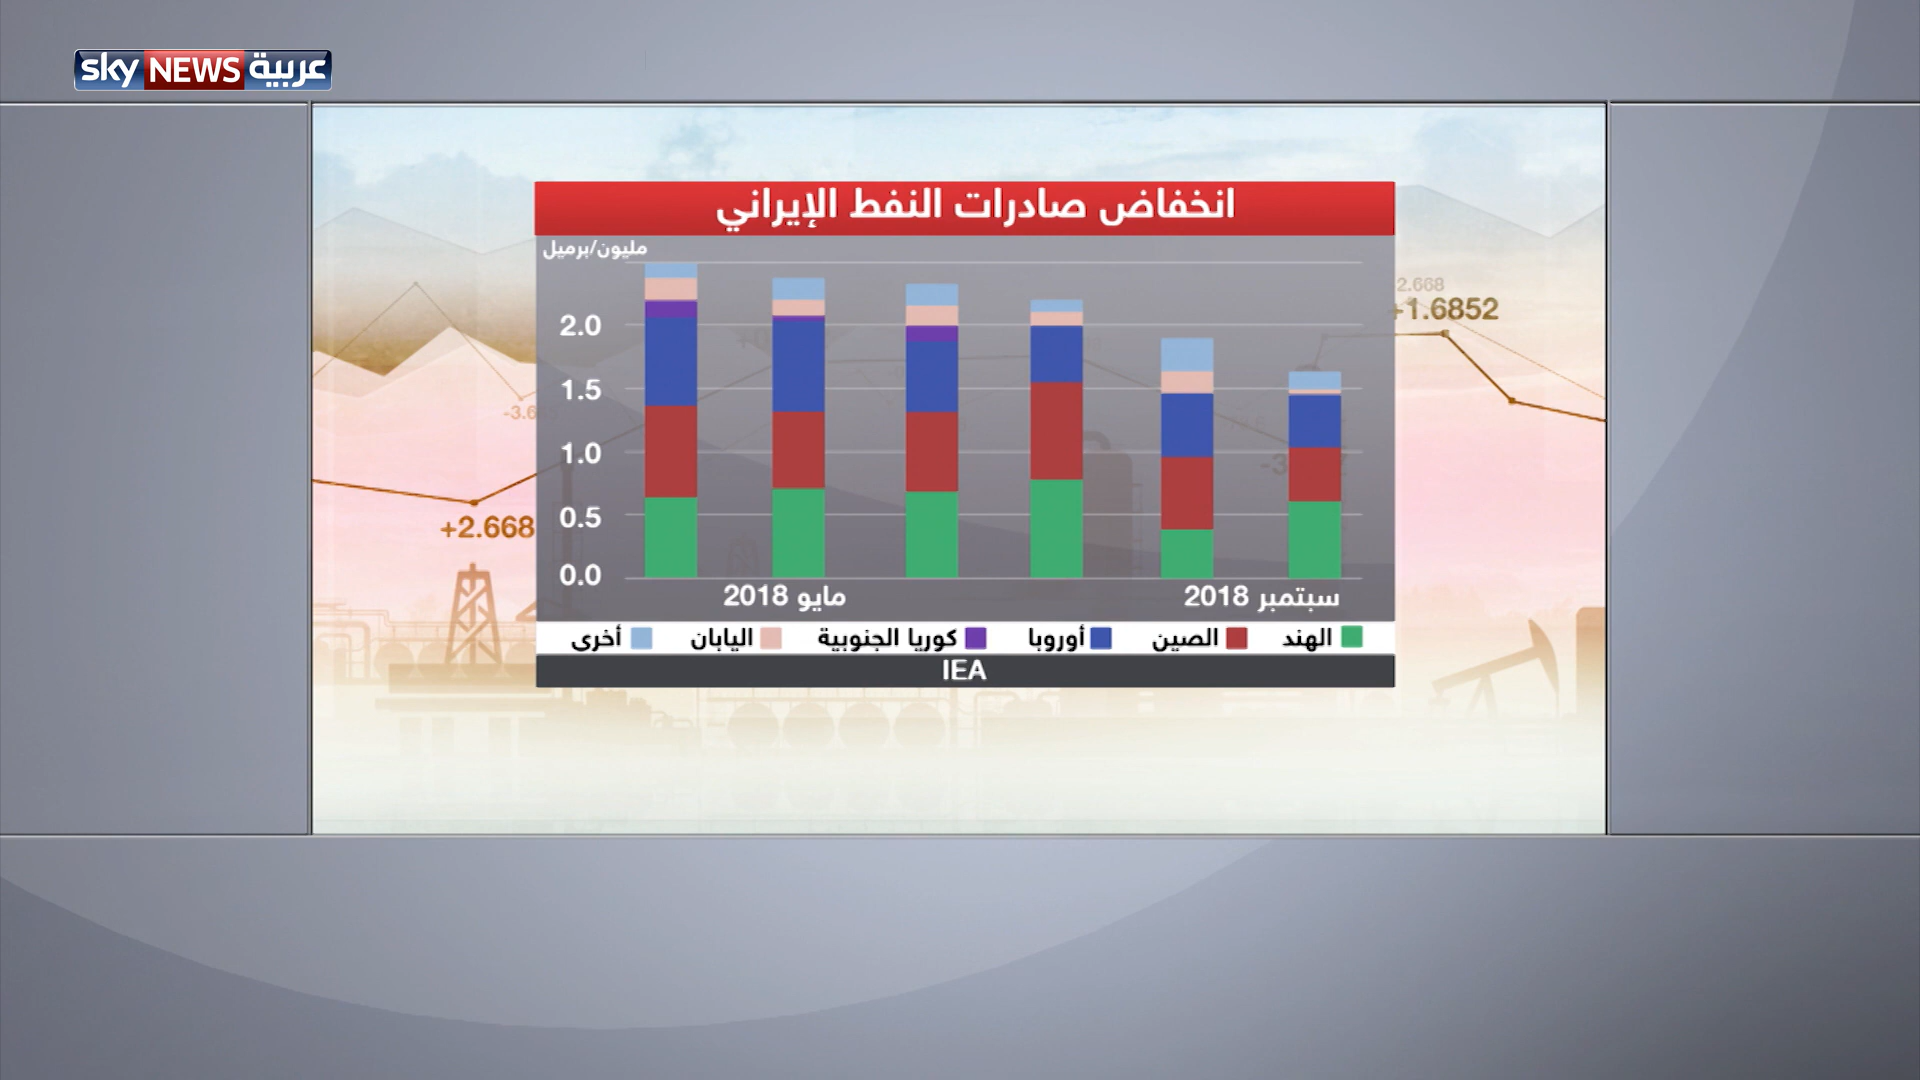 sky NEWS عربية
انخفاض صادرات النفط الإيراني
مليون/برميل
2.668
+1.6852
2.0
1.5
1.0
0.5
0.0
+2.668
مايو 2018
سبتمبر 2018
الهند
الصين
أوروبا
كوريا الجنوبية
اليابان
أخرى
IEA